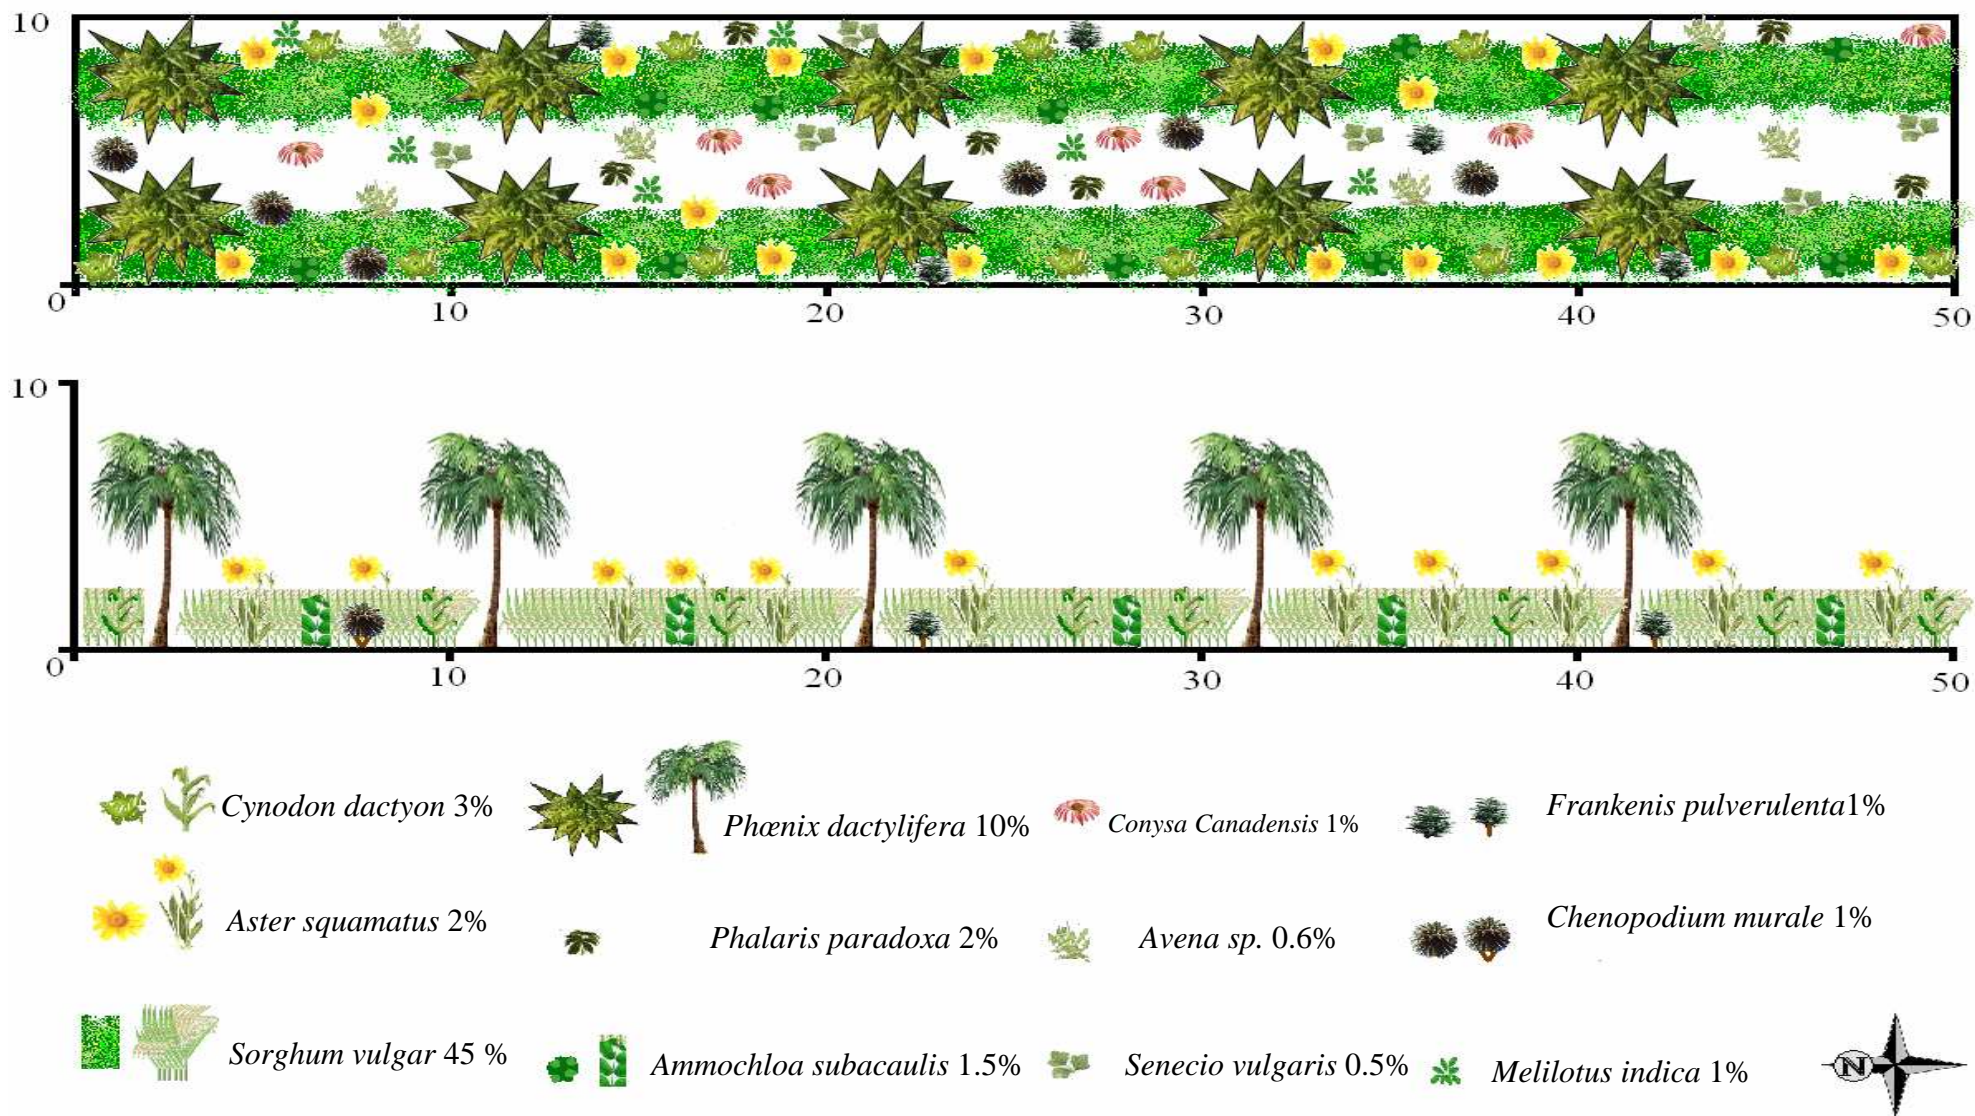 10
0
10
20
30
40
50
10
0
10
20
30
40
50
Cynodon dactyon 3%
Phœnix dactylifera 10%
Conysa Canadensis 1%
Frankenis pulverulenta1%
Aster squamatus 2%
Phalaris paradoxa 2%
Avena sp. 0.6%
Chenopodium murale 1%
Sorghum vulgar 45 %
Ammochloa subacaulis 1.5%
Senecio vulgaris 0.5%
Melilotus indica 1%
N